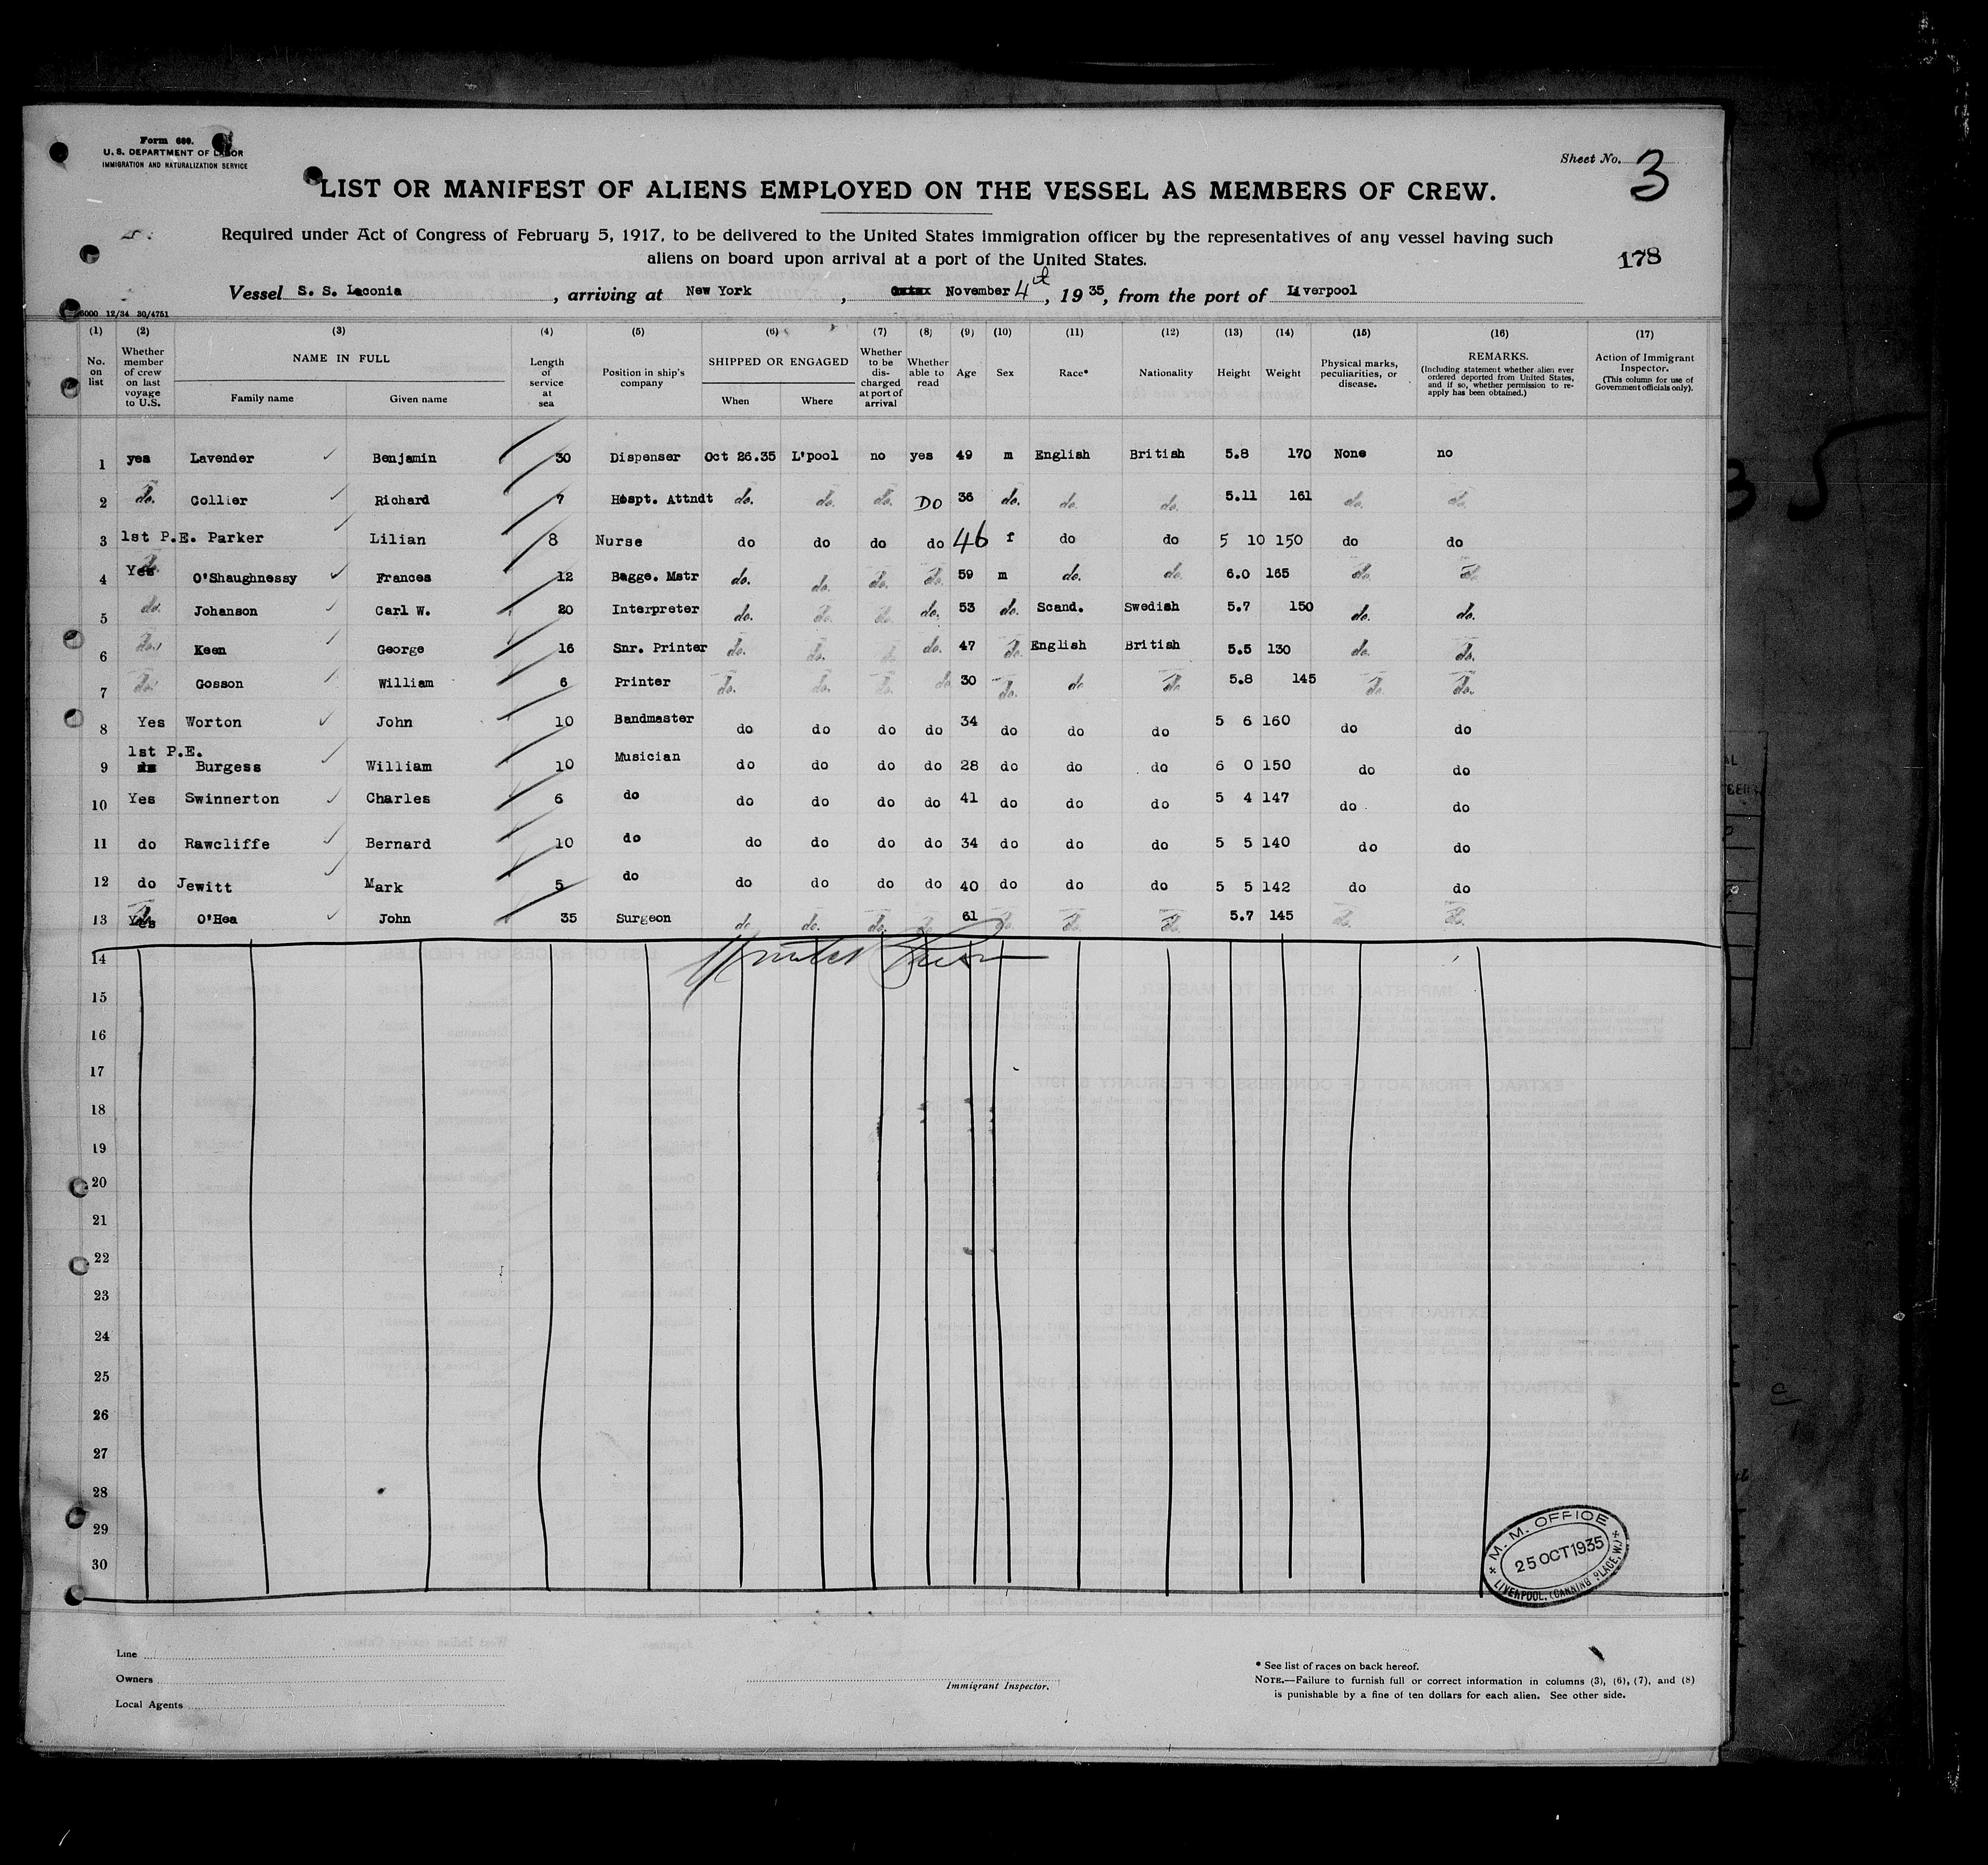 Form 680.
U. S. DEPARTMENT OF LABOR
IMMIGRATION AND NATURALIZATION SERVICE
Sheet No. 3
LIST OR MANIFEST OF ALIENS EMPLOYED ON THE VESSEL AS MEMBERS OF CREW.
Required under Act of Congress of February 5, 1917, to be delivered to the United States immigration officer by the representatives of any vessel having such
aliens on board upon arrival at a port of the United States.
178
Vessel S. S. Laconia, arriving at New York, November 4th, 1935, from the port of Liverpool
5000 12/34 30/4751
(1) (2) (3) (4) (5) (6) (7) (8) (9) (10) (11) (12) (13) (14) (15) (16) (17)
No. on list
Whether member of crew on last voyage to U.S.
NAME IN FULL
Family name Given name
Length of service at sea
Position in ship's company
SHIPPED OR ENGAGED
When Where
Whether to be discharged at port of arrival
Whether able to read
Age Sex Race* Nationality Height Weight
Physical marks, peculiarities, or disease.
REMARKS.
(Including statement whether alien ever ordered deported from United States, and if so, whether permission to reapply has been obtained.)
Action of Immigrant Inspector.
(This column for use of Government officials only).
1 yes Lavender Benjamin 30 Dispenser Oct 26.35 L'pool no yes 49 m English British 5.8 170 None no
2 do. Collier Richard 7 Hospt. Attndt do. do. do. DO 36 do. do. do. 5.11 161 do. do.
3 1st P.E. Parker Lilian 8 Nurse do do do do 46 f do do 5 10 150 do do
4 Yes O'Shaughnessy Frances 12 Bagge. Mstr do. do. do. do. 59 m do. do. 6.0 165 do. do.
5 do. Johanson Carl W. 20 Interpreter do. do. do. do. 53 do. Scand. Swedish 5.7 150 do. do.
6 do. Keen George 16 Snr. Printer do. do. do. 47 do. English British 5.5 130 do. do.
7 do. Gosson William 6 Printer do. do. do. do 30 do. do do 5.8 145 do. do.
8 Yes Worton John 10 Bandmaster do do do do 34 do do do 5 6 160 do do
1st P.E.
9 Burgess William 10 Musician do do do do 28 do do do 6 0 150 do do
10 Yes Swinnerton Charles 6 do do do do do 41 do do do 5 4 147 do do
11 do Rawcliffe Bernard 10 do do do do do 34 do do do 5 5 140 do do
12 do Jewitt Mark 5 do do do do do 40 do do do 5 5 142 do do
13 Yes O'Hea John 35 Surgeon do do. do. do. 61 do. do. do. 5.7 145 do. do.
14
15
16
17
18
19
20
21
22
23
24
25
26
27
28
29
30
M. M. OFFICE
25 OCT 1935
LIVERPOOL, (CANNING PLACE, W.)
Line
Owners
Local Agents
Immigrant Inspector.
* See list of races on back hereof.
NOTE.—Failure to furnish full or correct information in columns (3), (6), (7), and (8)
is punishable by a fine of ten dollars for each alien. See other side.